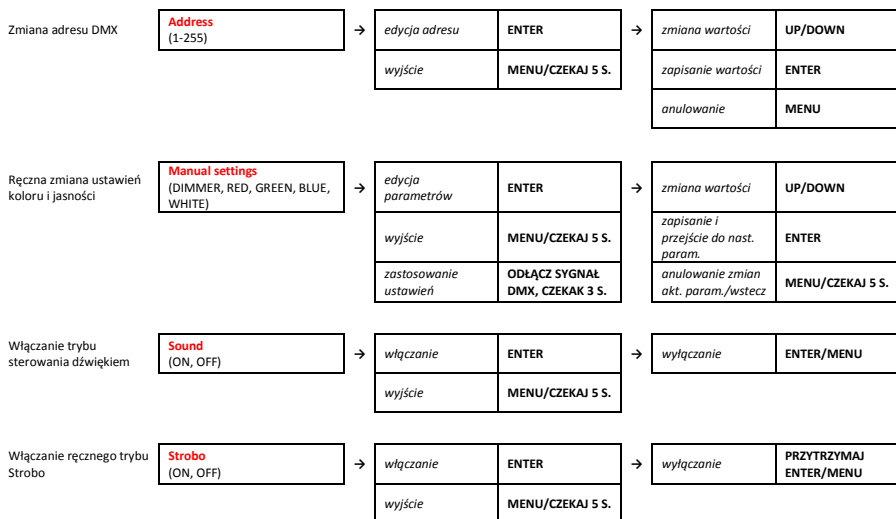 Zmiana adresu DMX
Address
(1-255)
→
edycja adresu
ENTER
→
zmiana wartości
UP/DOWN
wyjście
MENU/CZEKAJ 5 S.
zapisanie wartości
ENTER
anulowanie
MENU
Ręczna zmiana ustawień
koloru i jasności
Manual settings
(DIMMER, RED, GREEN, BLUE,
WHITE)
→
edycja
parametrów
ENTER
→
zmiana wartości
UP/DOWN
wyjście
MENU/CZEKAJ 5 S.
zapisanie i
przejście do nast.
param.
ENTER
zastosowanie
ustawień
ODŁĄCZ SYGNAŁ
DMX, CZEKAK 3 S.
anulowanie zmian
akt. param./wstecz
MENU/CZEKAJ 5 S.
Włączanie trybu
sterowania dźwiękiem
Sound
(ON, OFF)
→
włączanie
ENTER
→
wyłączanie
ENTER/MENU
wyjście
MENU/CZEKAJ 5 S.
Włączanie ręcznego trybu
Strobo
Strobo
(ON, OFF)
→
włączanie
ENTER
→
wyłączanie
PRZYTRZYMAJ
ENTER/MENU
wyjście
MENU/CZEKAJ 5 S.